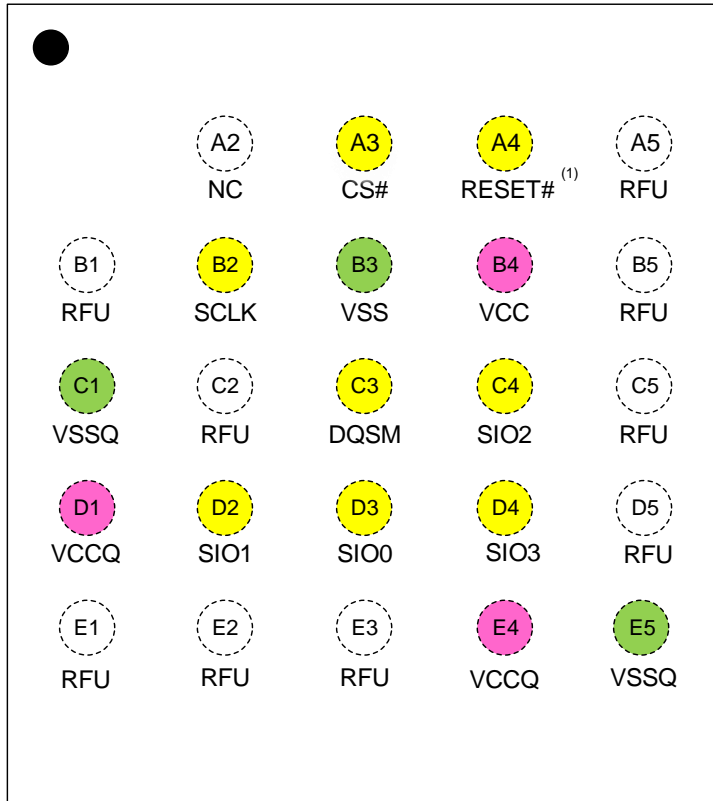 A2 A3 A4 A5
NC CS# RESET# (1) RFU
B1 B2 B3 B4 B5
RFU SCLK VSS VCC RFU
C1 C2 C3 C4 C5
VSSQ RFU DQSM SIO2 RFU
D1 D2 D3 D4 D5
VCCQ SIO1 SIO0 SIO3 RFU
E1 E2 E3 E4 E5
RFU RFU RFU VCCQ VSSQ